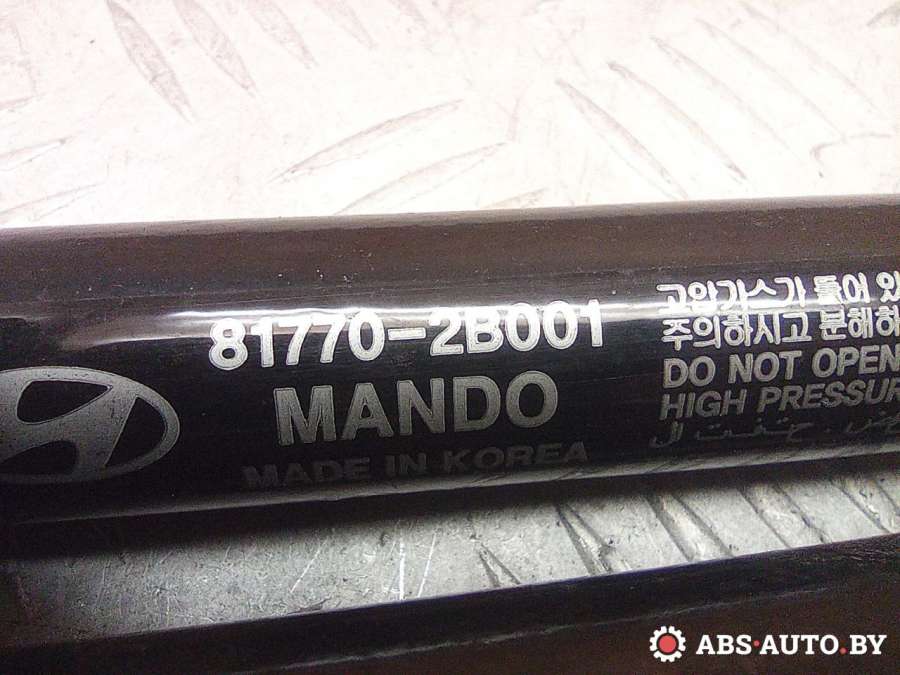 81770-2B001
MANDO
MADE IN KOREA
고압가스가 들어 있
주의하시고 분해하
DO NOT OPEN
HIGH PRESSUR
ABS-AUTO.BY